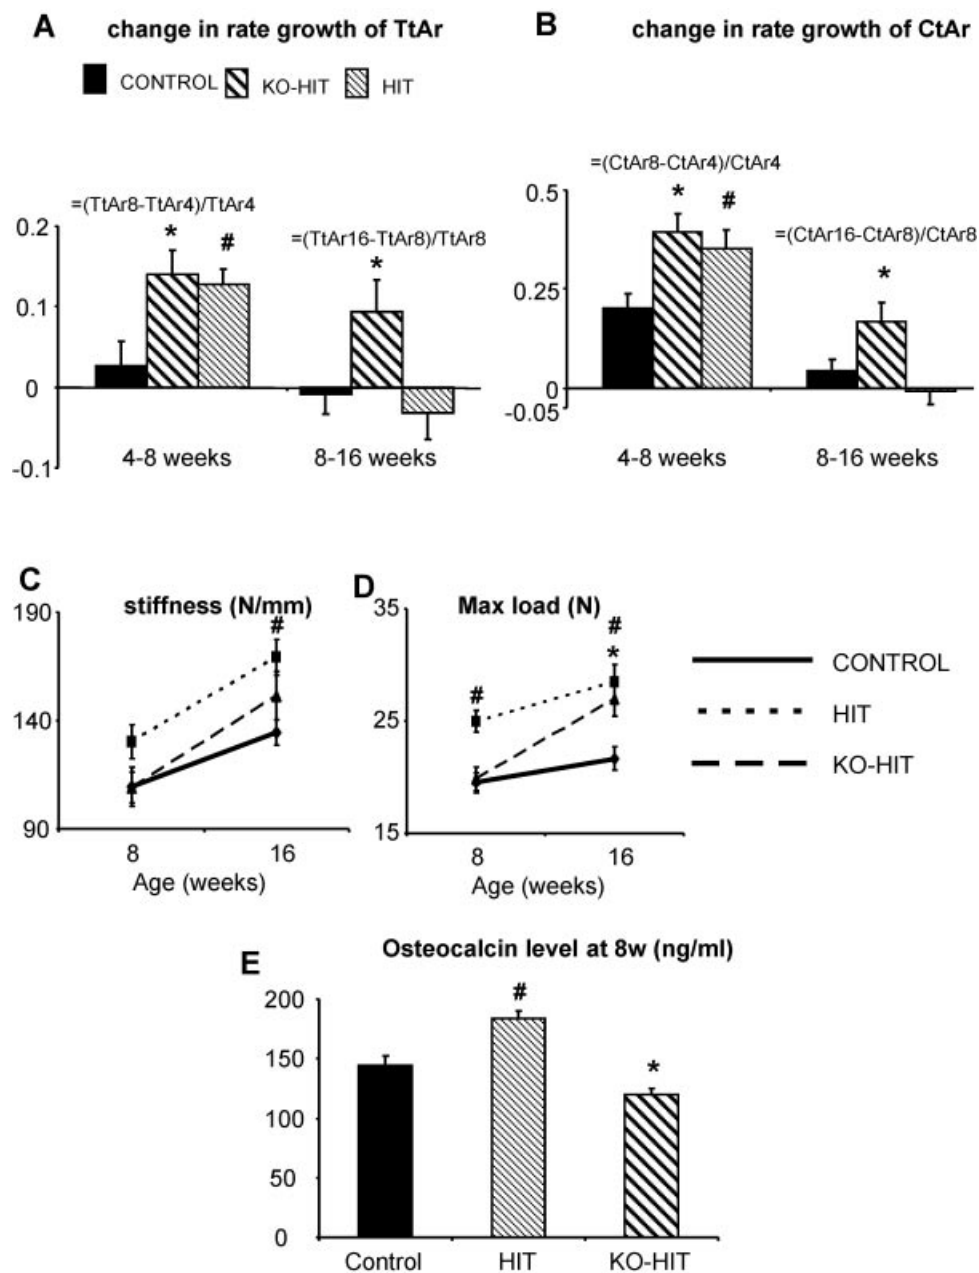 A change in rate growth of TtAr
CONTROL KO-HIT HIT
=(TtAr8-TtAr4)/TtAr4
* #
=(TtAr16-TtAr8)/TtAr8
*
0.2
0.1
0
-0.1
4-8 weeks 8-16 weeks
B change in rate growth of CtAr
=(CtAr8-CtAr4)/CtAr4
* #
=(CtAr16-CtAr8)/CtAr8
*
0.5
0.25
0
-0.05
4-8 weeks 8-16 weeks
C stiffness (N/mm)
#
190
140
90
8 16
Age (weeks)
D Max load (N)
#
#
*
35
25
15
8 16
Age (weeks)
CONTROL
HIT
KO-HIT
E Osteocalcin level at 8w (ng/ml)
#
*
200
150
100
50
0
Control HIT KO-HIT